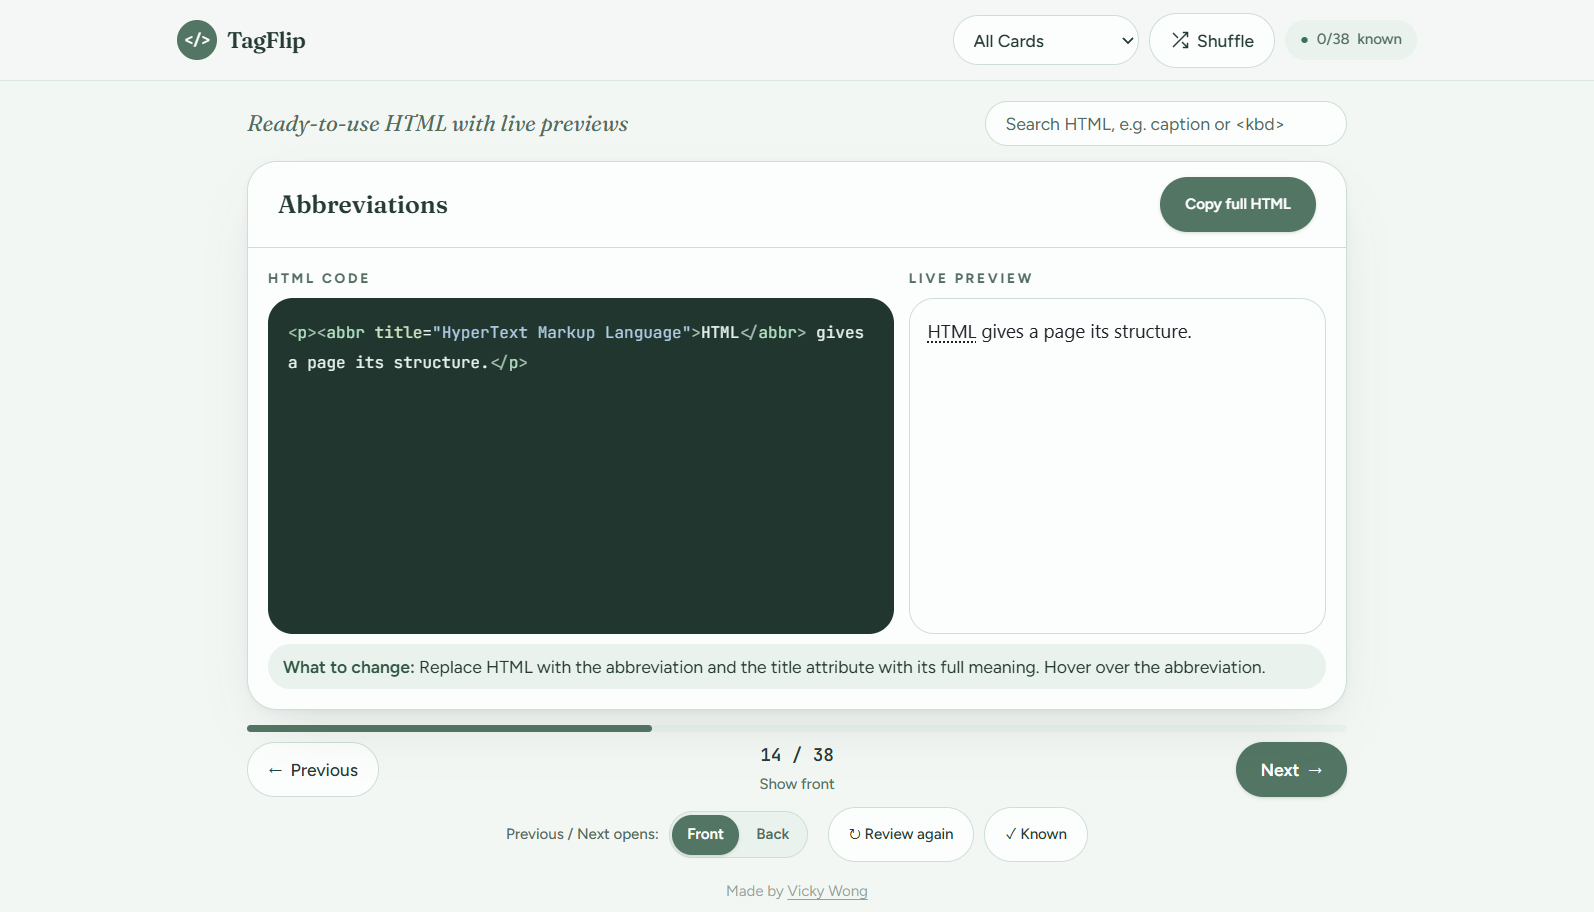 </> TagFlip
All Cards
Shuffle
• 0/38 known
Ready-to-use HTML with live previews
Search HTML, e.g. caption or <kbd>
Abbreviations
Copy full HTML
HTML CODE
LIVE PREVIEW
<p><abbr title="HyperText Markup Language">HTML</abbr> gives
a page its structure.</p>
HTML gives a page its structure.
What to change: Replace HTML with the abbreviation and the title attribute with its full meaning. Hover over the abbreviation.
← Previous
14 / 38
Show front
Next →
Previous / Next opens:
Front
Back
↻ Review again
✓ Known
Made by Vicky Wong